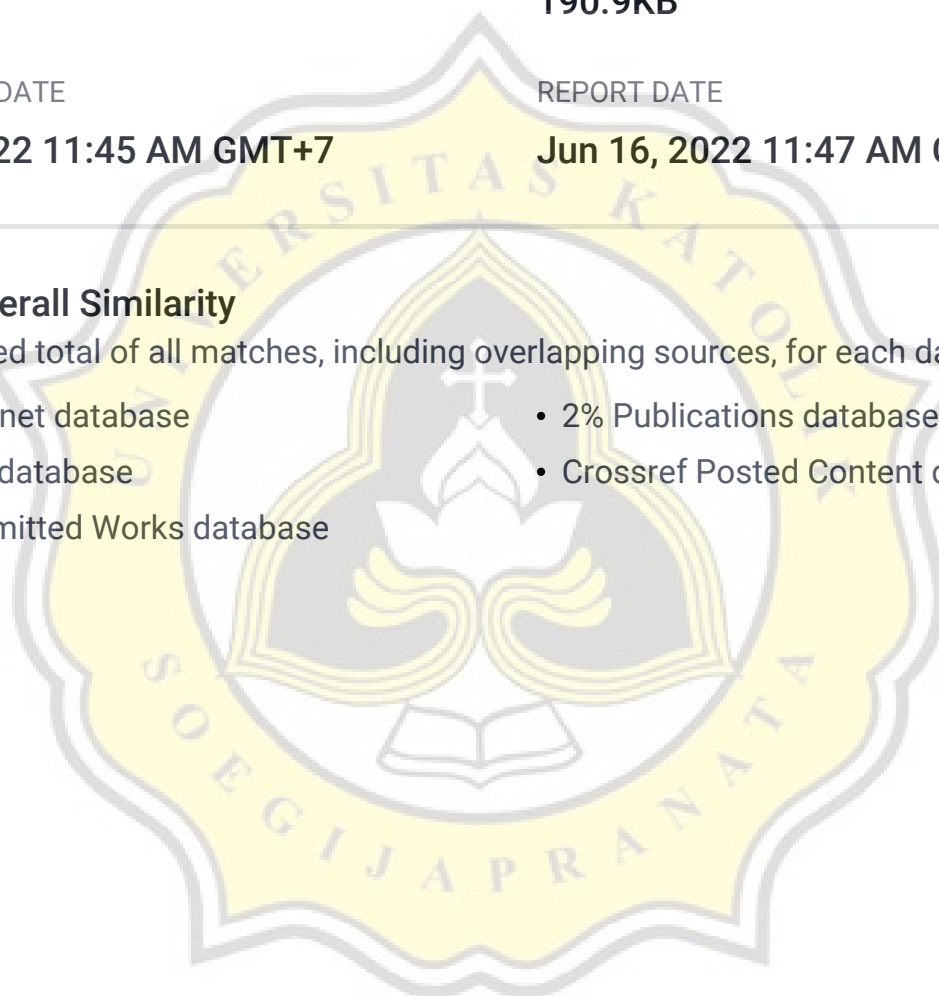 190.9KB
DATE
REPORT DATE
22 11:45 AM GMT+7
Jun 16, 2022 11:47 AM
erall Similarity
ed total of all matches, including overlapping sources, for each da
net database
• 2% Publications database
database
• Crossref Posted Content
mitted Works database
UNIVERSITAS KATOLIK
SOEGIJAPRANATA